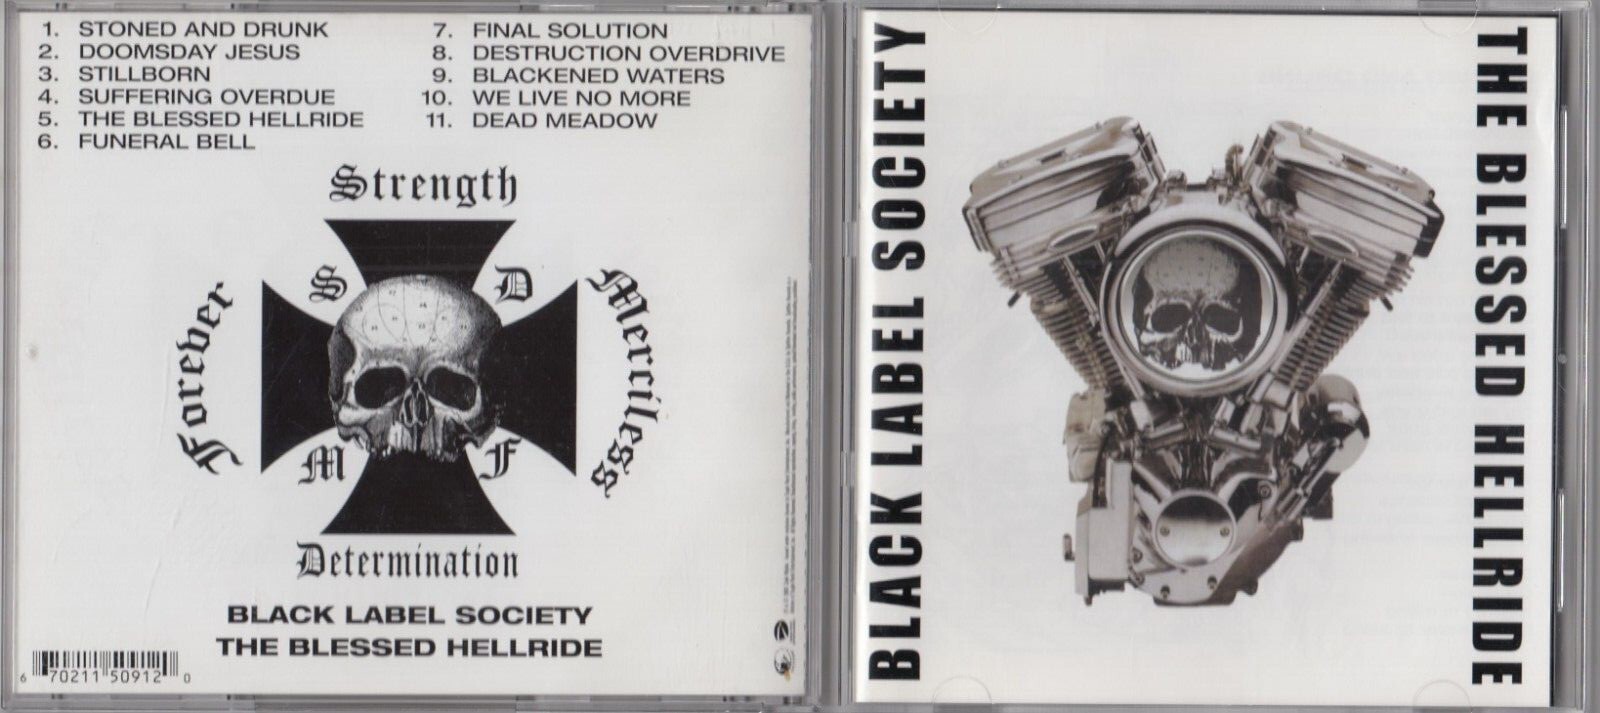 1. STONED AND DRUNK
2. DOOMSDAY JESUS
3. STILLBORN
4. SUFFERING OVERDUE
5. THE BLESSED HELLRIDE
6. FUNERAL BELL
7. FINAL SOLUTION
8. DESTRUCTION OVERDRIVE
9. BLACKENED WATERS
10. WE LIVE NO MORE
11. DEAD MEADOW
Strength
Forever
S D
M F
Merciless
Determination
BLACK LABEL SOCIETY
THE BLESSED HELLRIDE
6 70211 50912 0
BLACK LABEL SOCIETY
THE BLESSED HELLRIDE